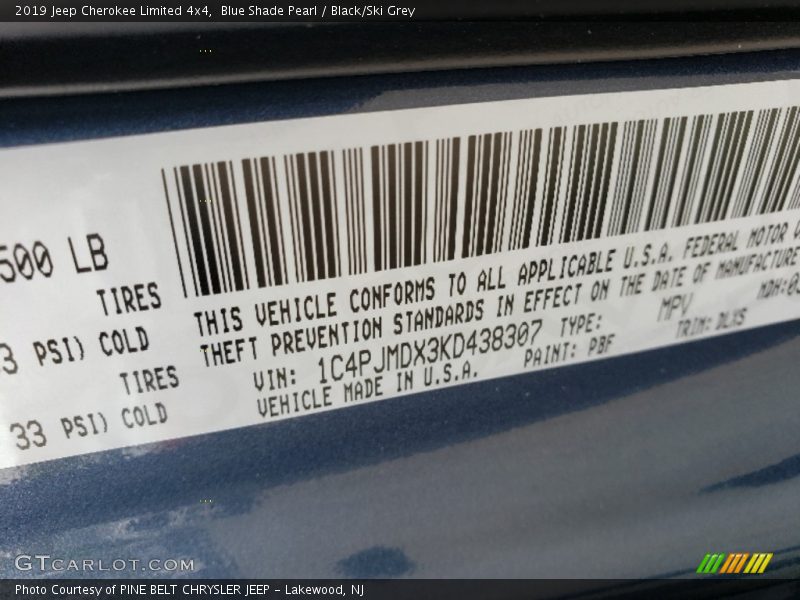 2019 Jeep Cherokee Limited 4x4,  Blue Shade Pearl / Black/Ski Grey
500 LB
TIRES
3 PSI) COLD
TIRES
33 PSI) COLD
THIS VEHICLE CONFORMS TO ALL APPLICABLE U.S.A. FEDERAL MOTOR
THEFT PREVENTION STANDARDS IN EFFECT ON THE DATE OF MANUFACTURE
VIN: 1C4PJMDX3KD438307 TYPE: MPV MDH:0
VEHICLE MADE IN U.S.A. PAINT: PBF TRIM: DLXS
GTCARLOT.COM
Photo Courtesy of PINE BELT CHRYSLER JEEP - Lakewood, NJ